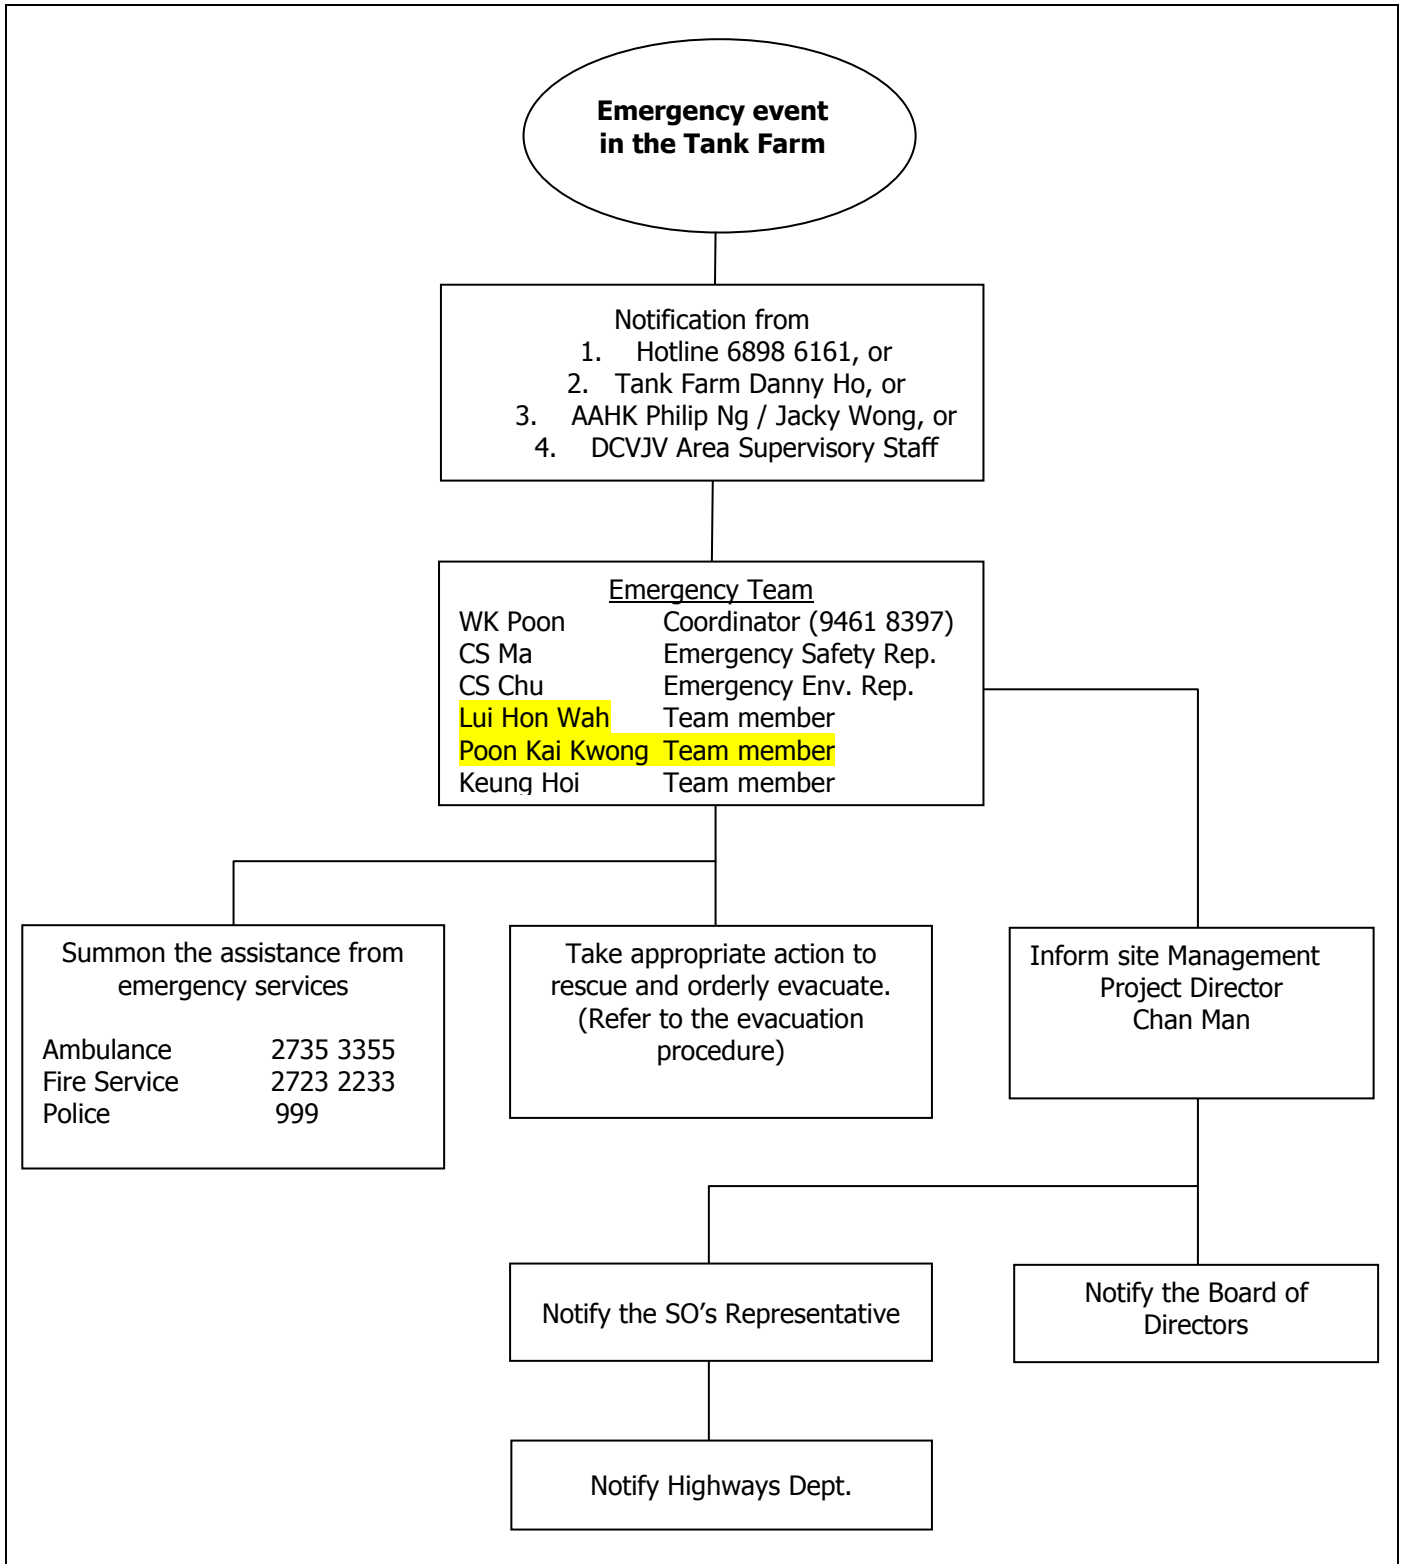 Emergency event
in the Tank Farm
Notification from
1. Hotline 6898 6161, or
2. Tank Farm Danny Ho, or
3. AAHK Philip Ng / Jacky Wong, or
4. DCVJV Area Supervisory Staff
Emergency Team
WK Poon Coordinator (9461 8397)
CS Ma Emergency Safety Rep.
CS Chu Emergency Env. Rep.
Lui Hon Wah Team member
Poon Kai Kwong Team member
Keung Hoi Team member
Summon the assistance from
emergency services
Ambulance 2735 3355
Fire Service 2723 2233
Police 999
Take appropriate action to
rescue and orderly evacuate.
(Refer to the evacuation
procedure)
Inform site Management
Project Director
Chan Man
Notify the SO’s Representative
Notify the Board of
Directors
Notify Highways Dept.